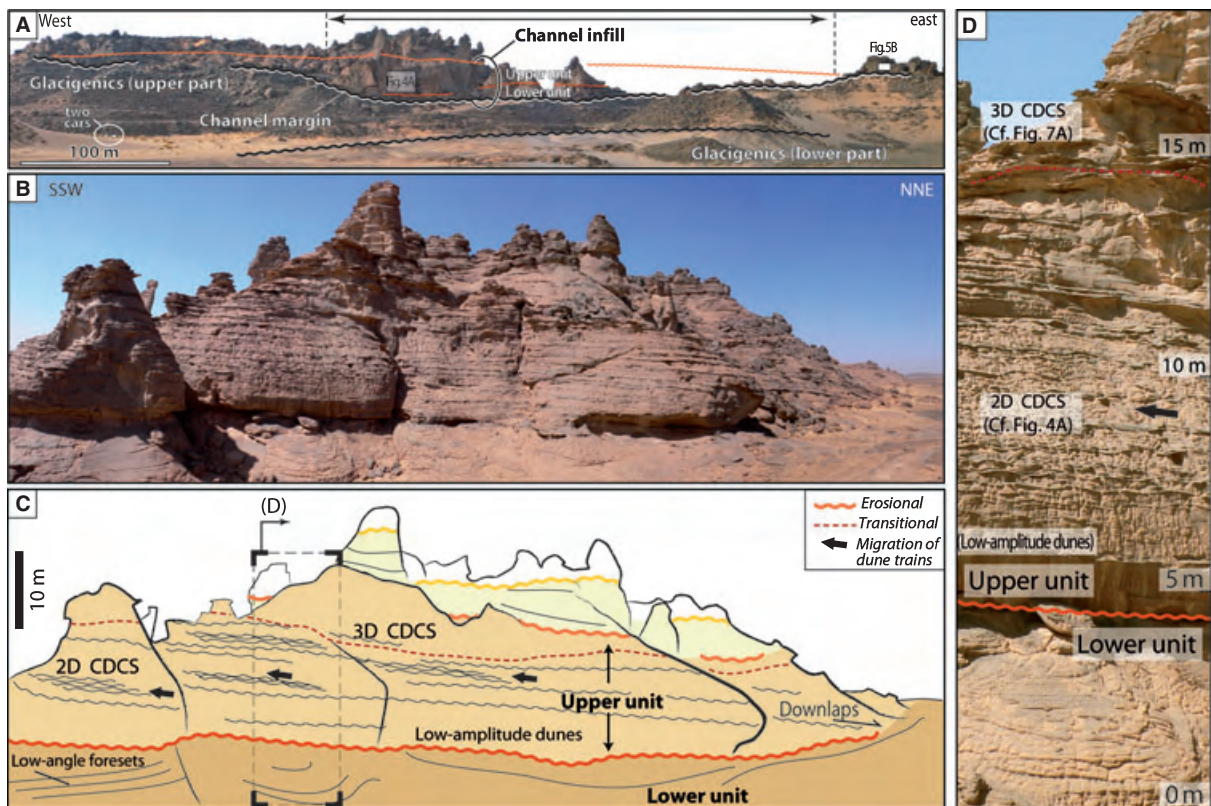 A
West
east
Channel infill
Fig.5B
Fig.4A
Upper unit
Lower unit
Glacigenics (upper part)
two
cars
Channel margin
100 m
Glacigenics (lower part)
B
SSW
NNE
C
(D)
Erosional
Transitional
Migration of
dune trains
10 m
3D CDCS
2D CDCS
Upper unit
Downlaps
Low-amplitude dunes
Low-angle foresets
Lower unit
D
3D CDCS
(Cf. Fig. 7A)
15 m
10 m
2D CDCS
(Cf. Fig. 4A)
(Low-amplitude dunes)
Upper unit
5 m
Lower unit
0 m